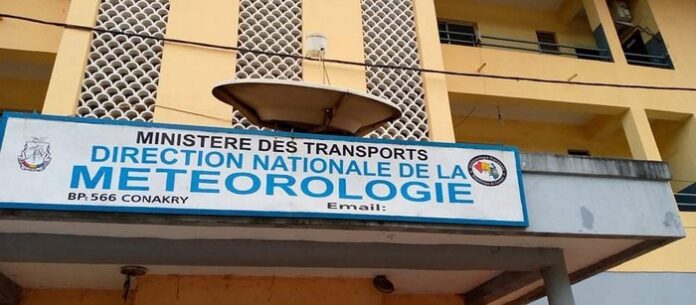 MINISTERE DES TRANSPORTS
DIRECTION NATIONALE DE LA
METEOROLOGIE
BP: 566 CONAKRY Email: